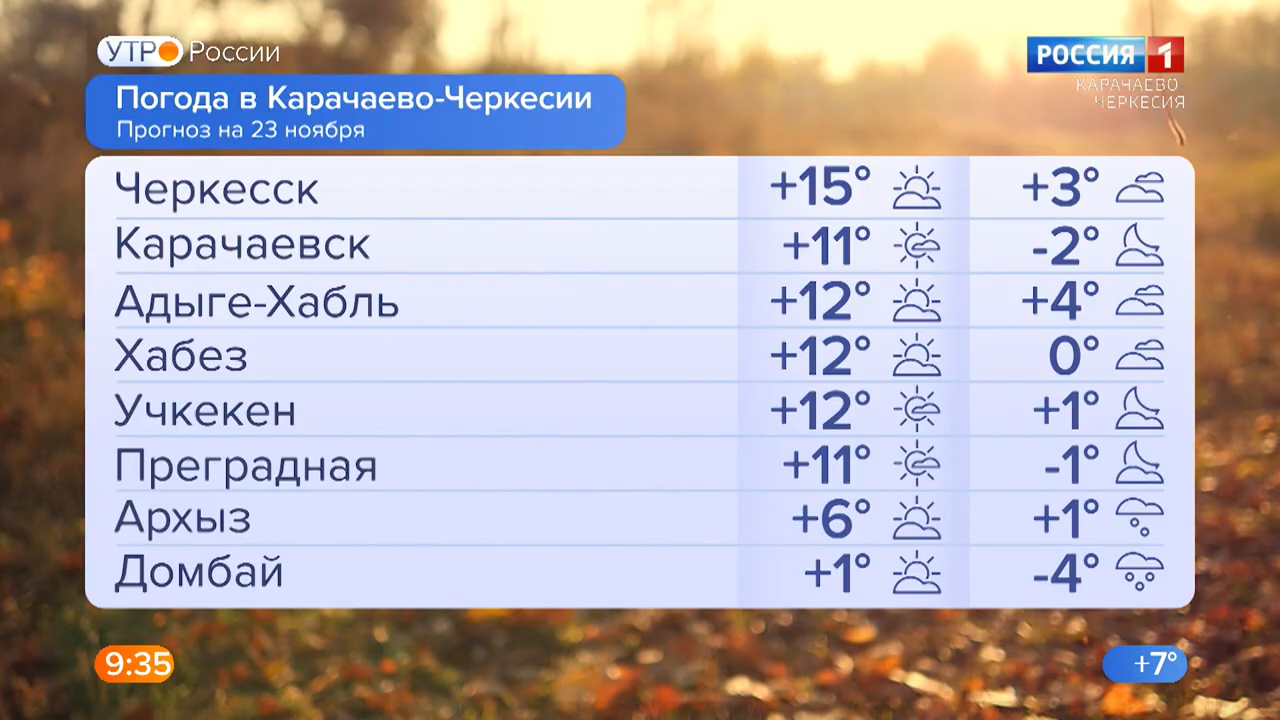 УТРО России
РОССИЯ 1
КАРАЧАЕВО-
ЧЕРКЕСИЯ
Погода в Карачаево-Черкесии
Прогноз на 23 ноября
Черкесск +15° +3°
Карачаевск +11° -2°
Адыге-Хабль +12° +4°
Хабез +12° 0°
Учкекен +12° +1°
Преградная +11° -1°
Архыз +6° +1°
Домбай +1° -4°
9:35 +7°